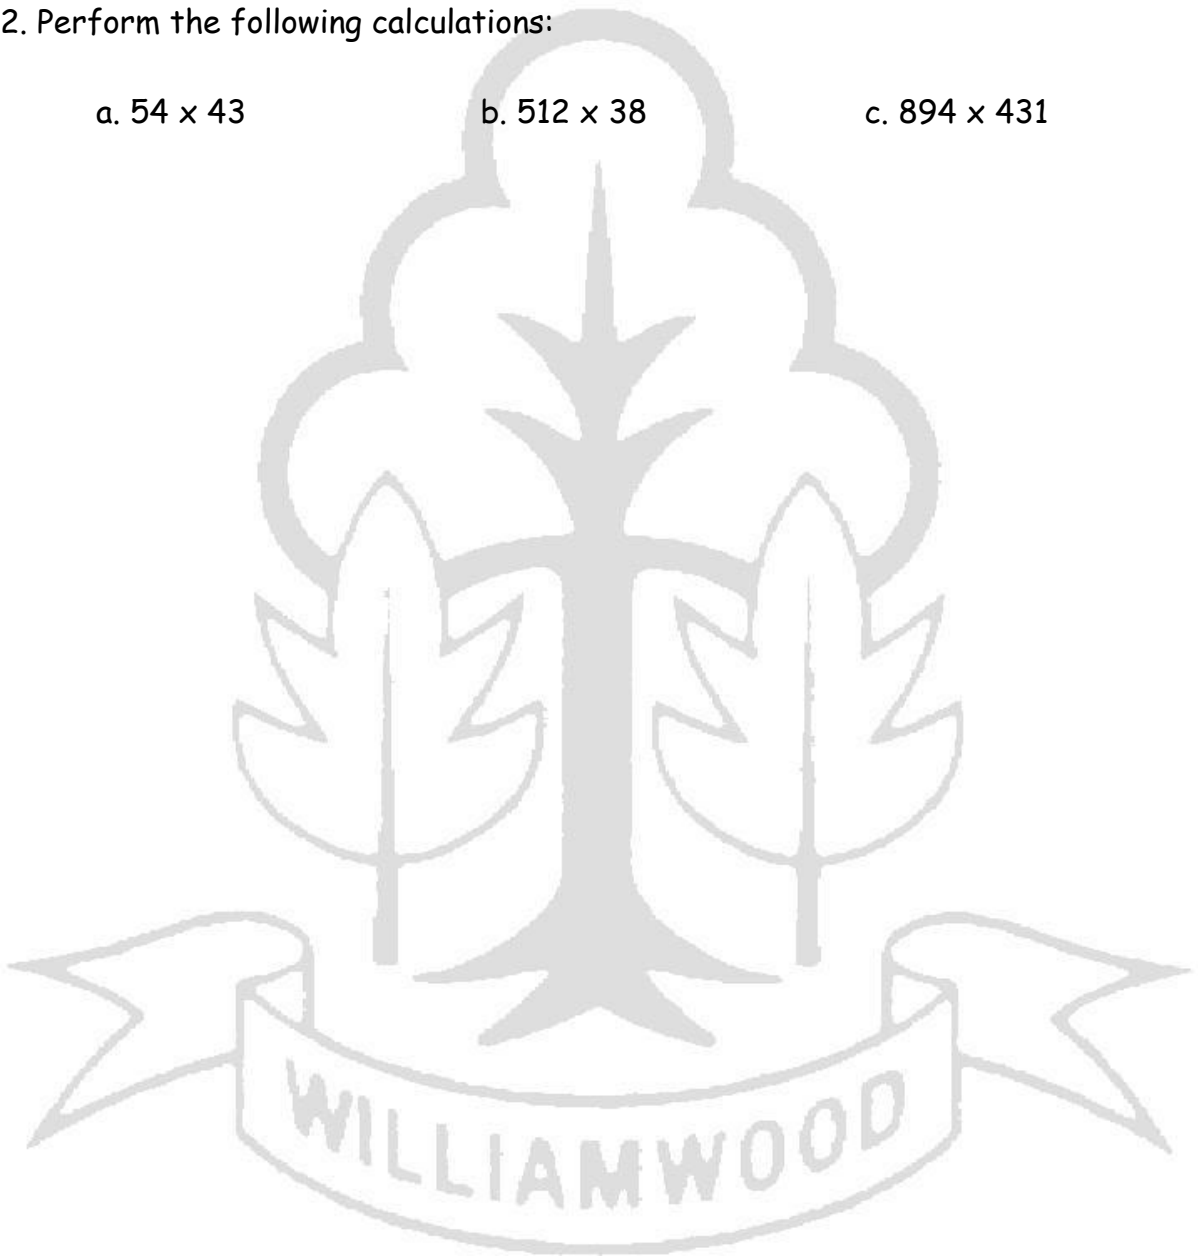 2. Perform the following calculations:
a. 54 x 43 b. 512 x 38 c. 894 x 431
WILLIAMWOOD